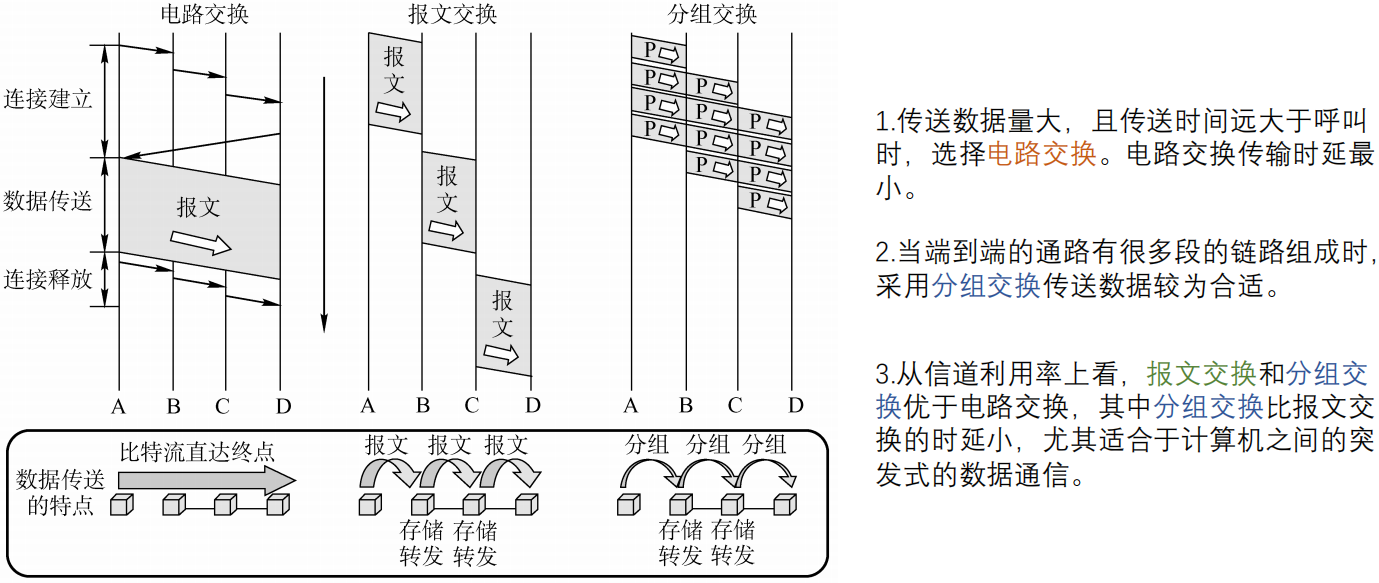 电路交换
报文交换
分组交换
连接建立
数据传送
连接释放
报文
A
B
C
D
报文
报文
报文
A
B
C
D
P
P
P
P
P
P
P
P
P
P
P
P
A
B
C
D
数据传送
的特点
比特流直达终点
报文 报文 报文
存储 存储
转发 转发
分组 分组 分组
存储 存储
转发 转发
1.传送数据量大，且传送时间远大于呼叫
时，选择电路交换。电路交换传输时延最
小。
2.当端到端的通路有很多段的链路组成时，
采用分组交换传送数据较为合适。
3.从信道利用率上看，报文交换和分组交
换优于电路交换，其中分组交换比报文交
换的时延小，尤其适合于计算机之间的突
发式的数据通信。